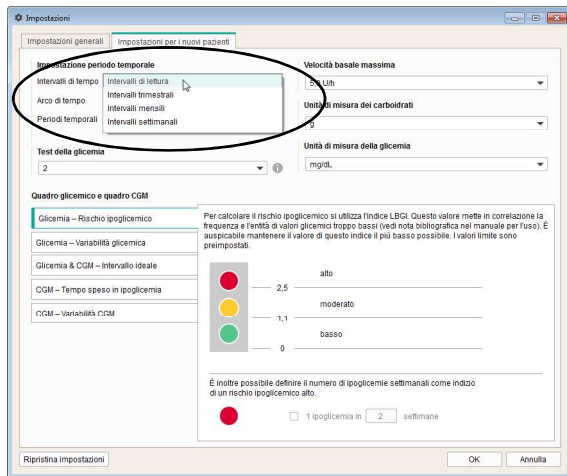 Impostazioni
Impostazioni generali
Impostazioni per i nuovi pazienti
Impostazione periodo temporale
Intervalli di tempo
Intervalli di lettura
Intervalli trimestrali
Intervalli mensili
Intervalli settimanali
Arco di tempo
Periodi temporali
Velocità basale massima
5,0 U/h
Unità di misura dei carboidrati
g
Test della glicemia
2
Unità di misura della glicemia
mg/dL
Quadro glicemico e quadro CGM
Glicemia – Rischio ipoglicemico
Glicemia – Variabilità glicemica
Glicemia & CGM – Intervallo ideale
CGM – Tempo speso in ipoglicemia
CGM – Variabilità CGM
Per calcolare il rischio ipoglicemico si utilizza l'indice LBGI. Questo valore mette in correlazione la
frequenza e l'entità di valori glicemici troppo bassi (vedi nota bibliografica nel manuale per l'uso). È
auspicabile mantenere il valore di questo indice il più basso possibile. I valori limite sono
preimpostati.
alto
2,5
moderato
1,1
basso
0
È inoltre possibile definire il numero di ipoglicemie settimanali come indizio
di un rischio ipoglicemico alto.
1 ipoglicemia in 2 settimane
Ripristina impostazioni
OK
Annulla